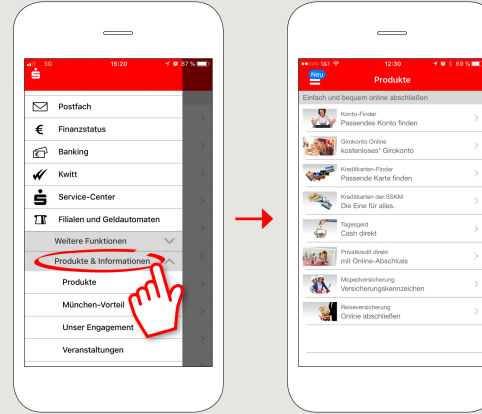 3G 15:20 87 %
Postfach
Finanzstatus
Banking
Kwitt
Service-Center
Filialen und Geldautomaten
Weitere Funktionen
Produkte & Informationen
Produkte
München-Vorteil
Unser Engagement
Veranstaltungen
1&1 12:30 69 %
Neu
Produkte
Einfach und bequem online abschließen
Konto-Finder
Passendes Konto finden
Girokonto Online
kostenloses* Girokonto
Kreditkarten-Finder
Passende Karte finden
Kreditkarten der SSKM
Die Eine für alles.
Tagesgeld
Cash direkt
Privatkredit direkt
mit Online-Abschluss
Mopedversicherung
Versicherungskennzeichen
Reiseversicherung
Online abschließen